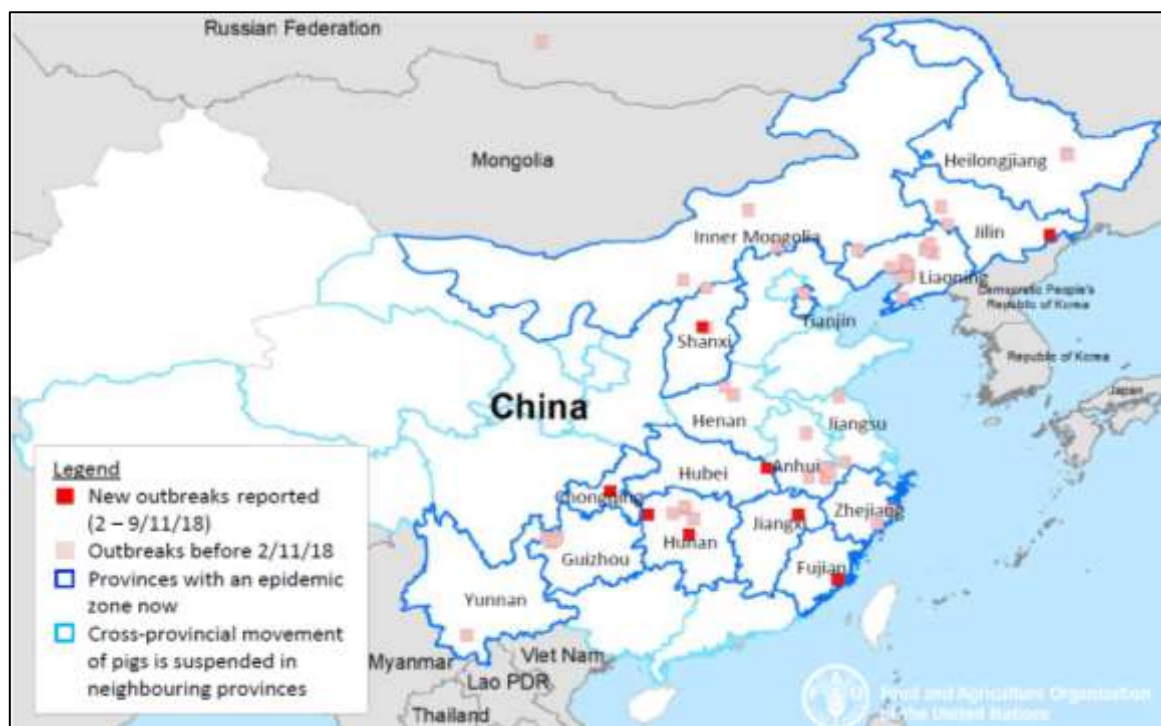 Russian Federation
Mongolia
Heilongjiang
Inner Mongolia
Jilin
Liaoning
Democratic People's
Republic of Korea
Tianjin
Shanxi
Republic of Korea
Japan
China
Henan
Jiangsu
Hubei
Anhui
Chongqing
Zhejiang
Hunan
Jiangxi
Guizhou
Fujian
Yunnan
Myanmar
Viet Nam
Lao PDR
Thailand
Legend
New outbreaks reported
(2 – 9/11/18)
Outbreaks before 2/11/18
Provinces with an epidemic
zone now
Cross-provincial movement
of pigs is suspended in
neighbouring provinces
Food and Agriculture Organization
of the United Nations